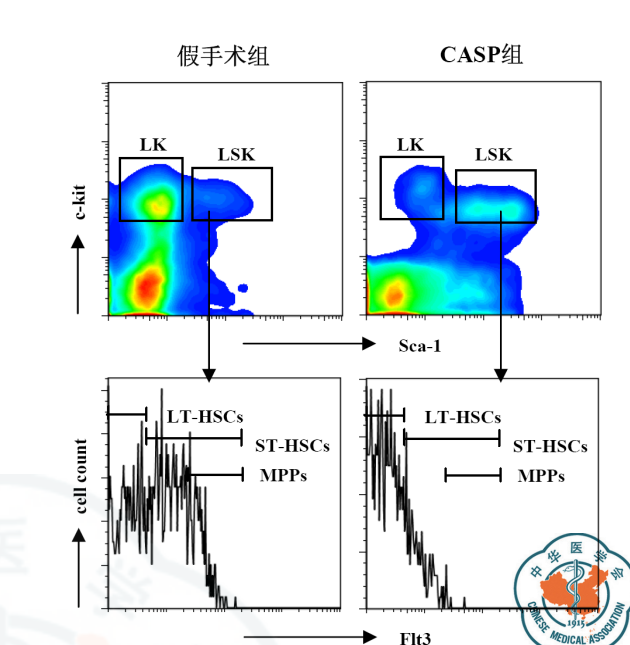 假手术组
CASP组
LK
LSK
LK
LSK
c-kit
Sca-1
LT-HSCs
ST-HSCs
MPPs
LT-HSCs
ST-HSCs
MPPs
cell count
Flt3
中华医学会
CHINESE MEDICAL ASSOCIATION
1915